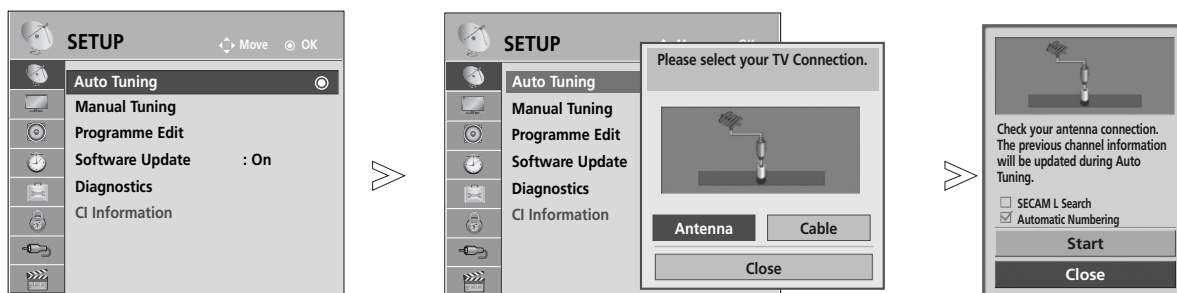 SETUP
Move OK
Auto Tuning
Manual Tuning
Programme Edit
Software Update : On
Diagnostics
CI Information
SETUP
Auto Tuning
Manual Tuning
Programme Edit
Software Update
Diagnostics
CI Information
Please select your TV Connection.
Antenna Cable
Close
Check your antenna connection.
The previous channel information
will be updated during Auto
Tuning.
SECAM L Search
Automatic Numbering
Start
Close